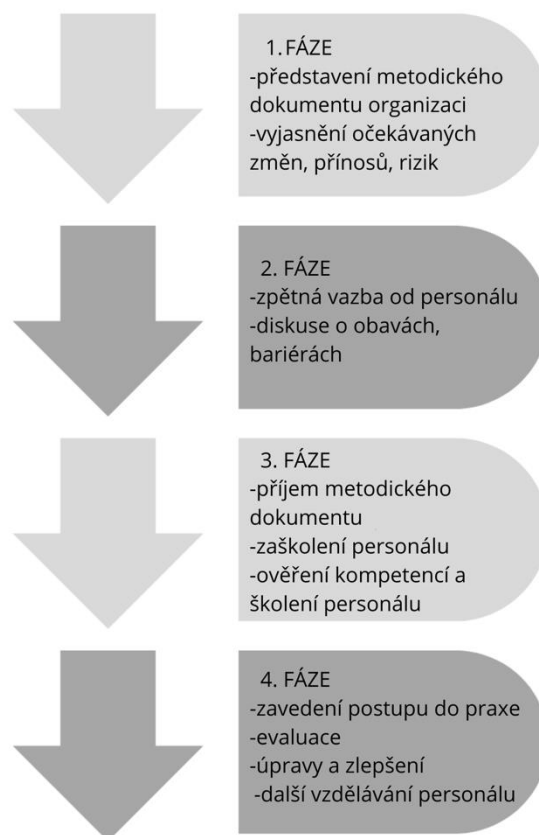 1. FÁZE
-představení metodického
dokumentu organizaci
-vyjasnění očekávaných
změn, přínosů, rizik
2. FÁZE
-zpětná vazba od personálu
-diskuse o obavách,
bariérách
3. FÁZE
-příjem metodického
dokumentu
-zaškolení personálu
-ověření kompetencí a
školení personálu
4. FÁZE
-zavedení postupu do praxe
-evaluace
-úpravy a zlepšení
-další vzdělávání personálu